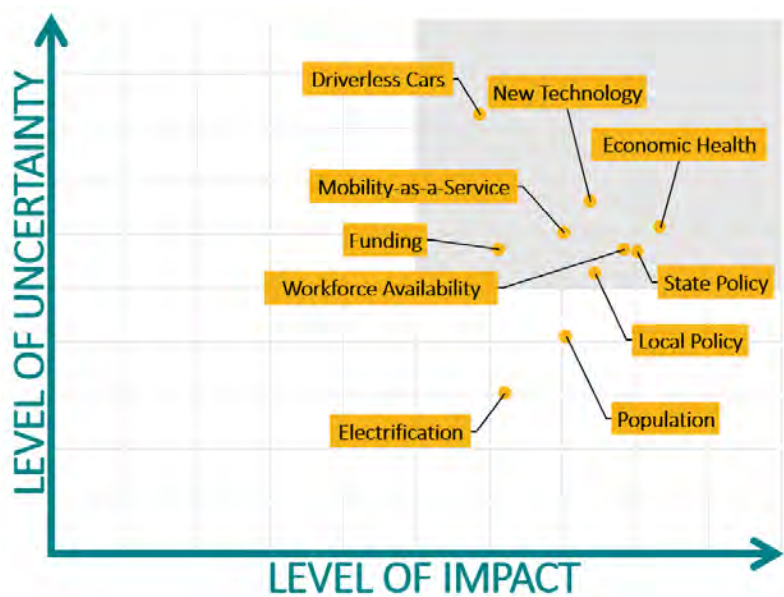 LEVEL OF UNCERTAINTY
Driverless Cars
New Technology
Economic Health
Mobility-as-a-Service
Funding
Workforce Availability
State Policy
Local Policy
Population
Electrification
LEVEL OF IMPACT